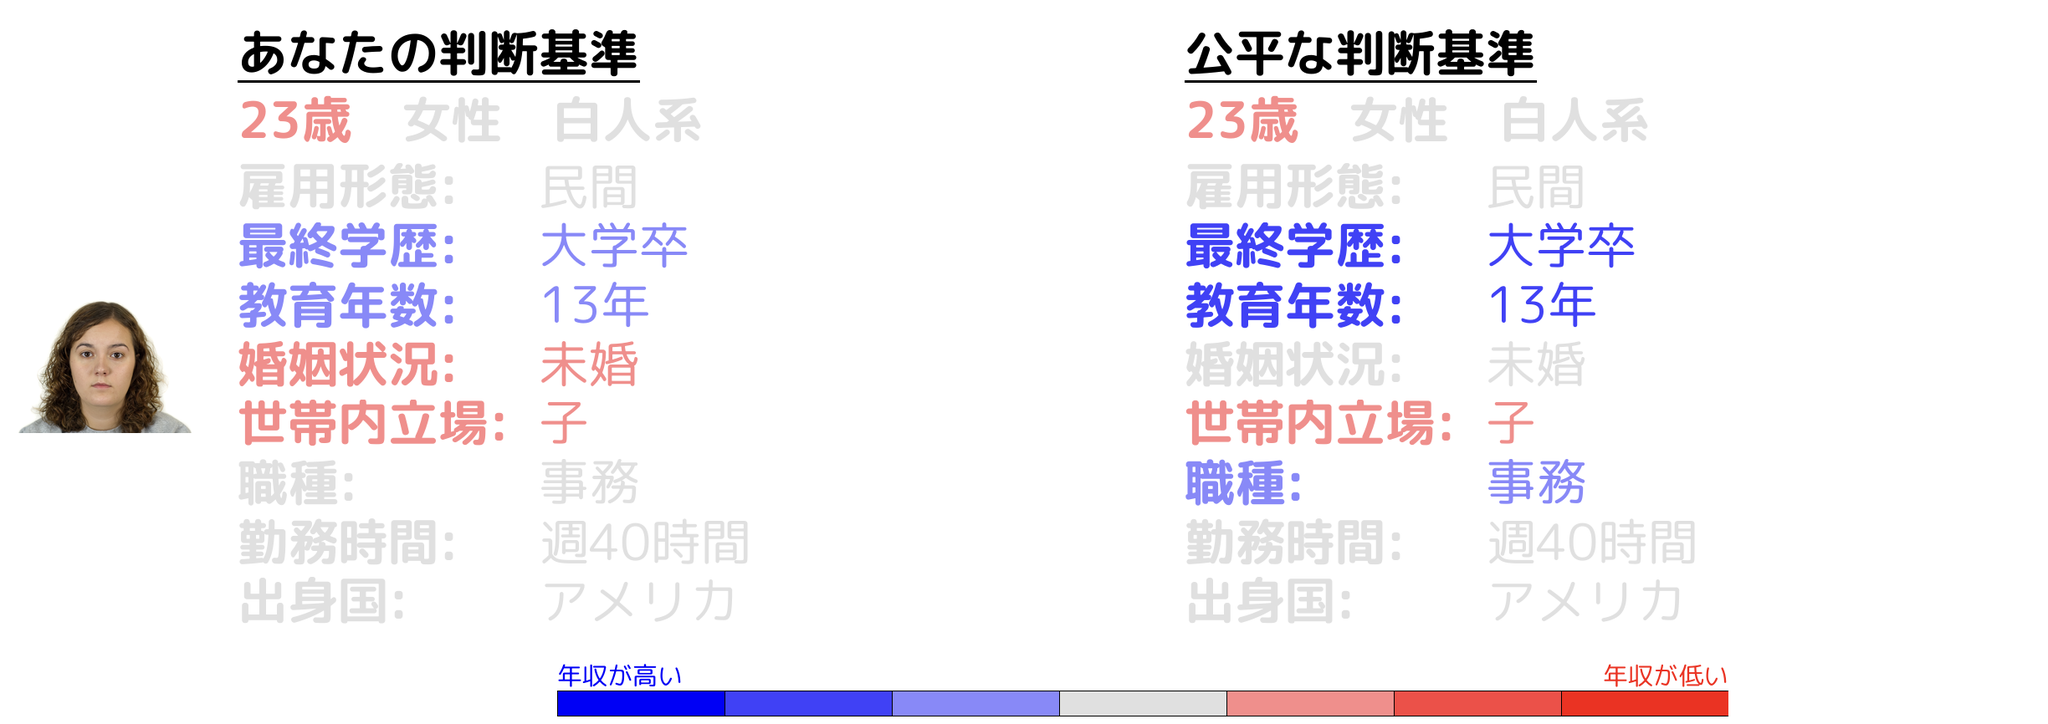 あなたの判断基準
23歳 女性 白人系
雇用形態: 民間
最終学歴: 大学卒
教育年数: 13年
婚姻状況: 未婚
世帯内立場: 子
職種: 事務
勤務時間: 週40時間
出身国: アメリカ
公平な判断基準
23歳 女性 白人系
雇用形態: 民間
最終学歴: 大学卒
教育年数: 13年
婚姻状況: 未婚
世帯内立場: 子
職種: 事務
勤務時間: 週40時間
出身国: アメリカ
年収が高い
年収が低い